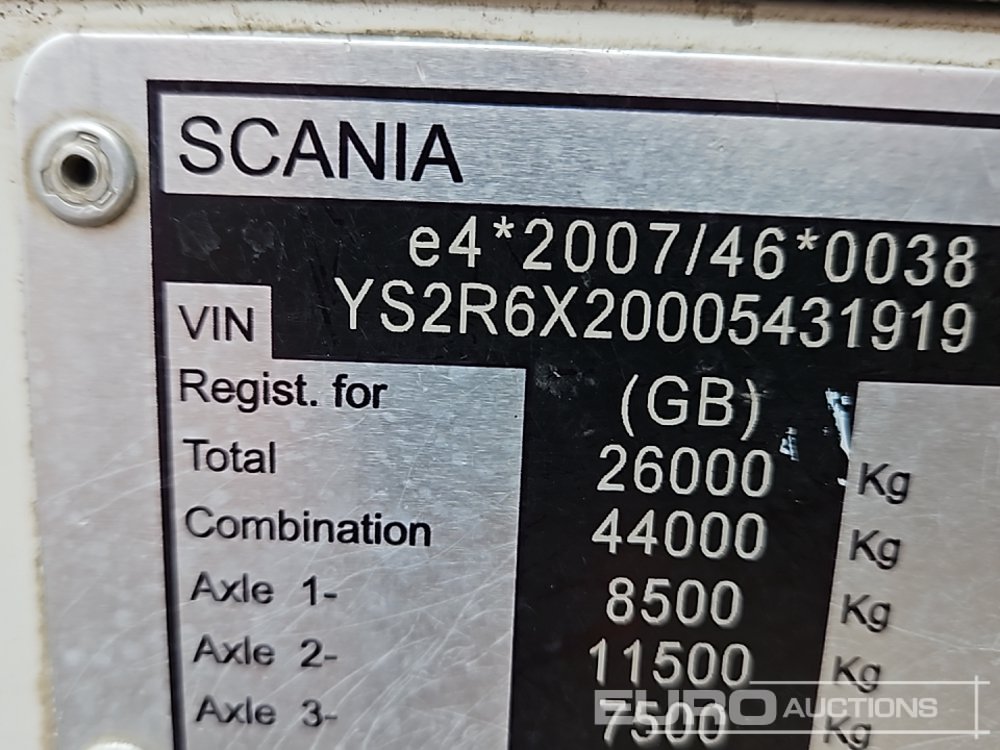 SCANIA
e4*2007/46*0038
VIN YS2R6X20005431919
Regist. for (GB)
Total 26000 Kg
Combination 44000 Kg
Axle 1- 8500 Kg
Axle 2- 11500 Kg
Axle 3- 7500 Kg
EURO AUCTIONS